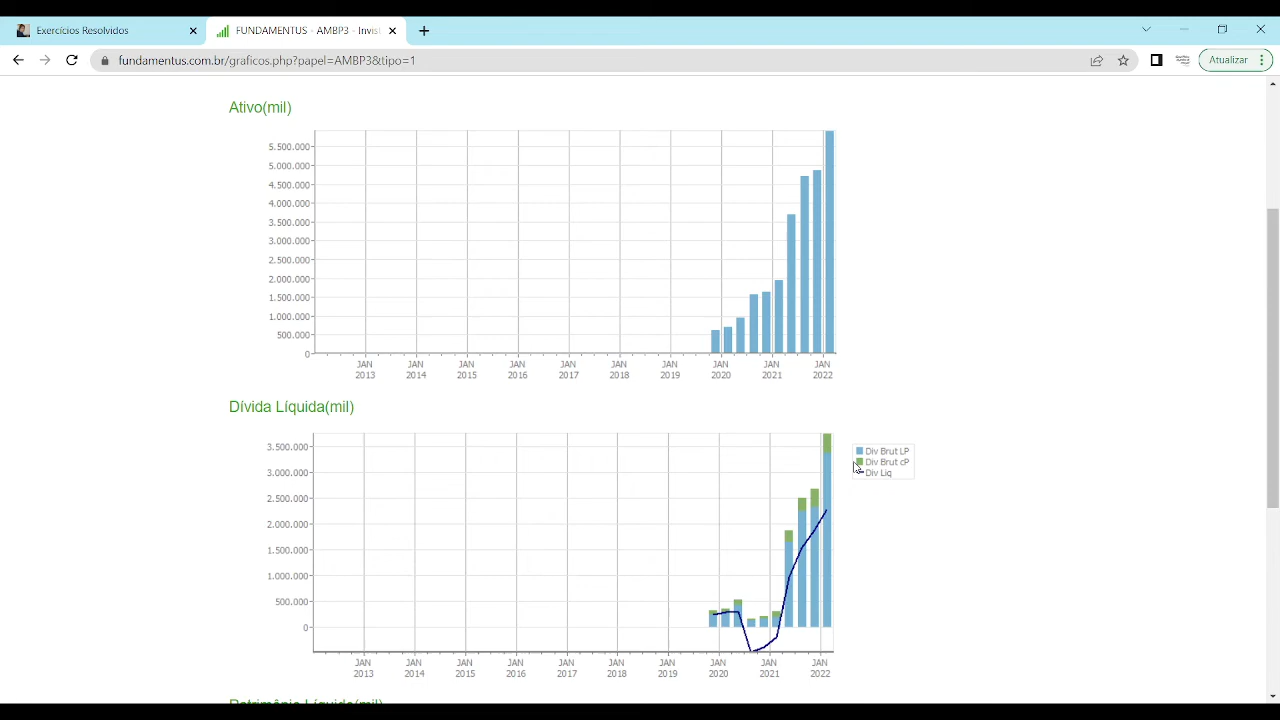 Exercícios Resolvidos
FUNDAMENTUS - AMBP3 - Invist
fundamentus.com.br/graficos.php?papel=AMBP3&tipo=1
Atualizar
Ativo(mil)
5.500.000
5.000.000
4.500.000
4.000.000
3.500.000
3.000.000
2.500.000
2.000.000
1.500.000
1.000.000
500.000
0
JAN JAN JAN JAN JAN JAN JAN JAN JAN JAN
2013 2014 2015 2016 2017 2018 2019 2020 2021 2022
Dívida Líquida(mil)
3.500.000
3.000.000
2.500.000
2.000.000
1.500.000
1.000.000
500.000
0
Div Brut LP
Div Brut cP
Div Liq
JAN JAN JAN JAN JAN JAN JAN JAN JAN JAN
2013 2014 2015 2016 2017 2018 2019 2020 2021 2022
Patrimônio Líquido(mil)